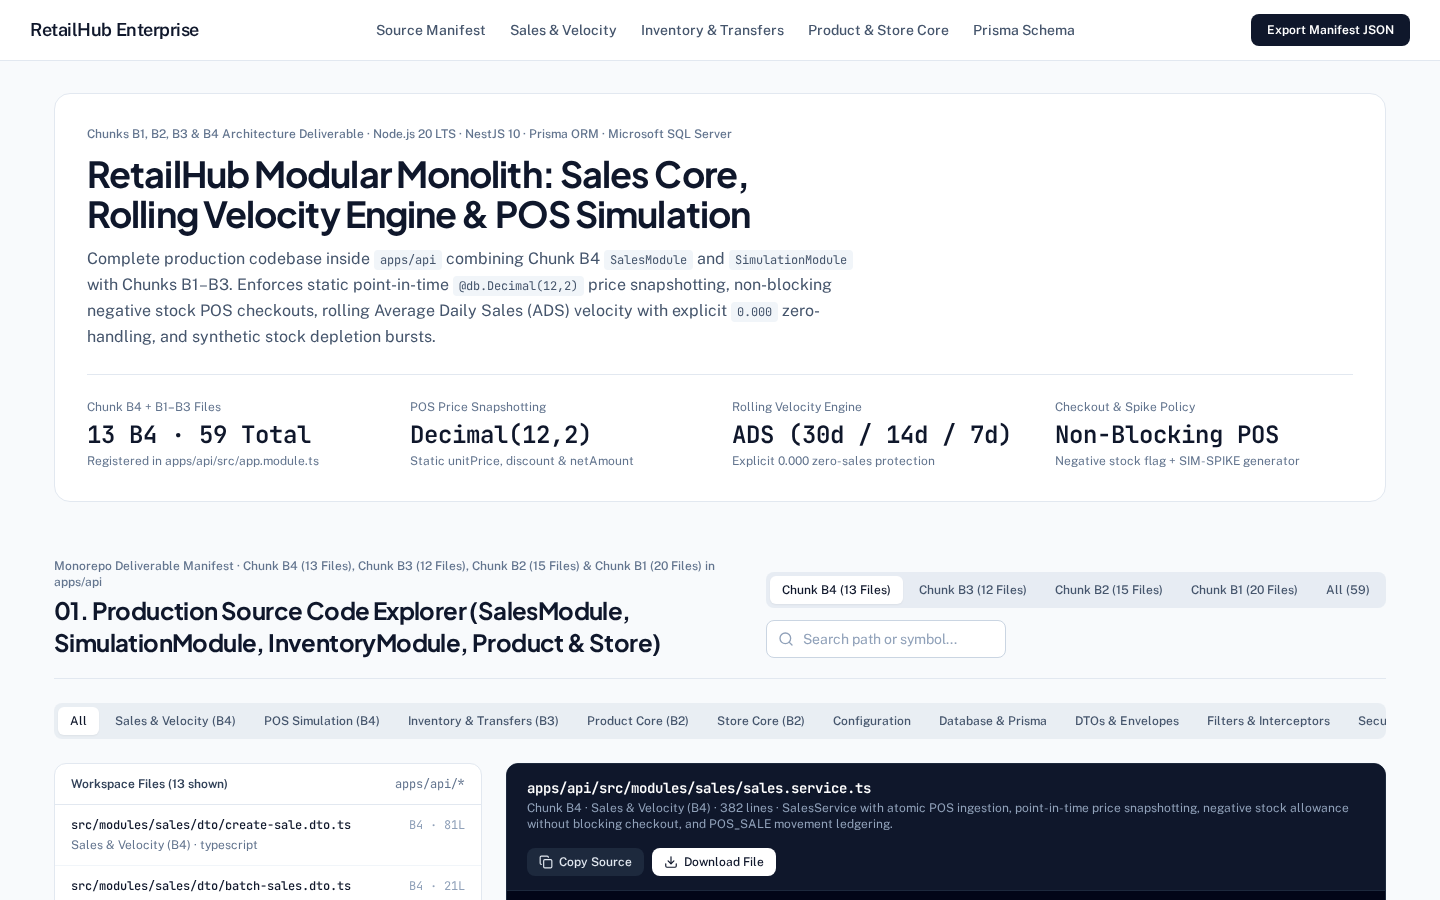 RetailHub Enterprise
Source Manifest
Sales & Velocity
Inventory & Transfers
Product & Store Core
Prisma Schema
Export Manifest JSON
Chunks B1, B2, B3 & B4 Architecture Deliverable · Node.js 20 LTS · NestJS 10 · Prisma ORM · Microsoft SQL Server
RetailHub Modular Monolith: Sales Core,
Rolling Velocity Engine & POS Simulation
Complete production codebase inside apps/api combining Chunk B4 SalesModule and SimulationModule
with Chunks B1–B3. Enforces static point-in-time @db.Decimal(12,2) price snapshotting, non-blocking
negative stock POS checkouts, rolling Average Daily Sales (ADS) velocity with explicit 0.000 zero-
handling, and synthetic stock depletion bursts.
Chunk B4 + B1–B3 Files
13 B4 · 59 Total
Registered in apps/api/src/app.module.ts
POS Price Snapshotting
Decimal(12,2)
Static unitPrice, discount & netAmount
Rolling Velocity Engine
ADS (30d / 14d / 7d)
Explicit 0.000 zero-sales protection
Checkout & Spike Policy
Non-Blocking POS
Negative stock flag + SIM-SPIKE generator
Monorepo Deliverable Manifest · Chunk B4 (13 Files), Chunk B3 (12 Files), Chunk B2 (15 Files) & Chunk B1 (20 Files) in
apps/api
01. Production Source Code Explorer (SalesModule,
SimulationModule, InventoryModule, Product & Store)
Chunk B4 (13 Files)
Chunk B3 (12 Files)
Chunk B2 (15 Files)
Chunk B1 (20 Files)
All (59)
Search path or symbol...
All
Sales & Velocity (B4)
POS Simulation (B4)
Inventory & Transfers (B3)
Product Core (B2)
Store Core (B2)
Configuration
Database & Prisma
DTOs & Envelopes
Filters & Interceptors
Secu
Workspace Files (13 shown)
apps/api/*
src/modules/sales/dto/create-sale.dto.ts
B4 · 81L
Sales & Velocity (B4) · typescript
src/modules/sales/dto/batch-sales.dto.ts
B4 · 21L
apps/api/src/modules/sales/sales.service.ts
Chunk B4 · Sales & Velocity (B4) · 382 lines · SalesService with atomic POS ingestion, point-in-time price snapshotting, negative stock allowance
without blocking checkout, and POS_SALE movement ledgering.
Copy Source
Download File